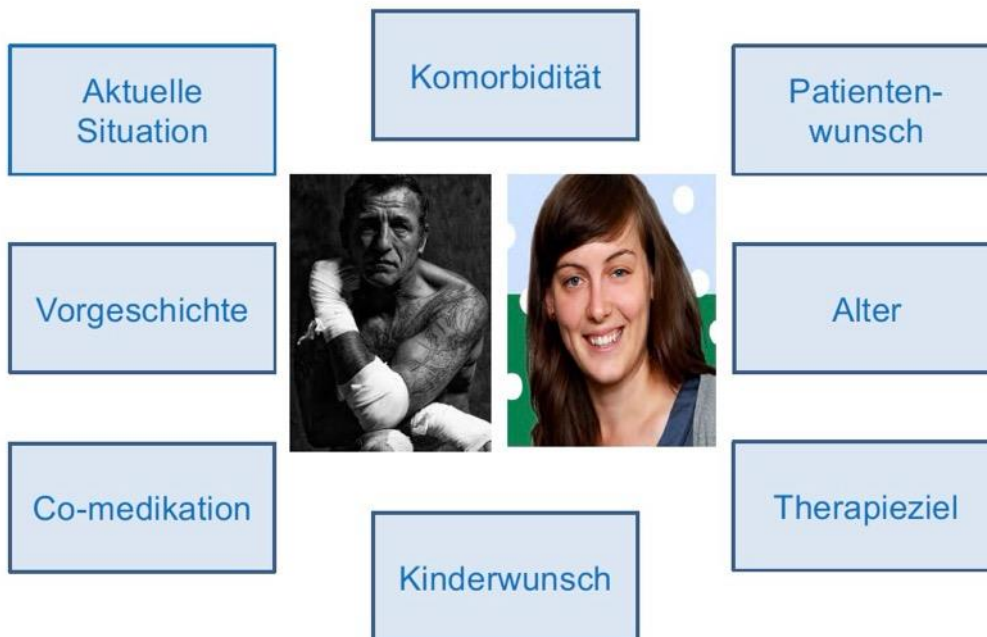 Aktuelle
Situation
Komorbidität
Patienten-
wunsch
Vorgeschichte
Alter
Co-medikation
Kinderwunsch
Therapieziel